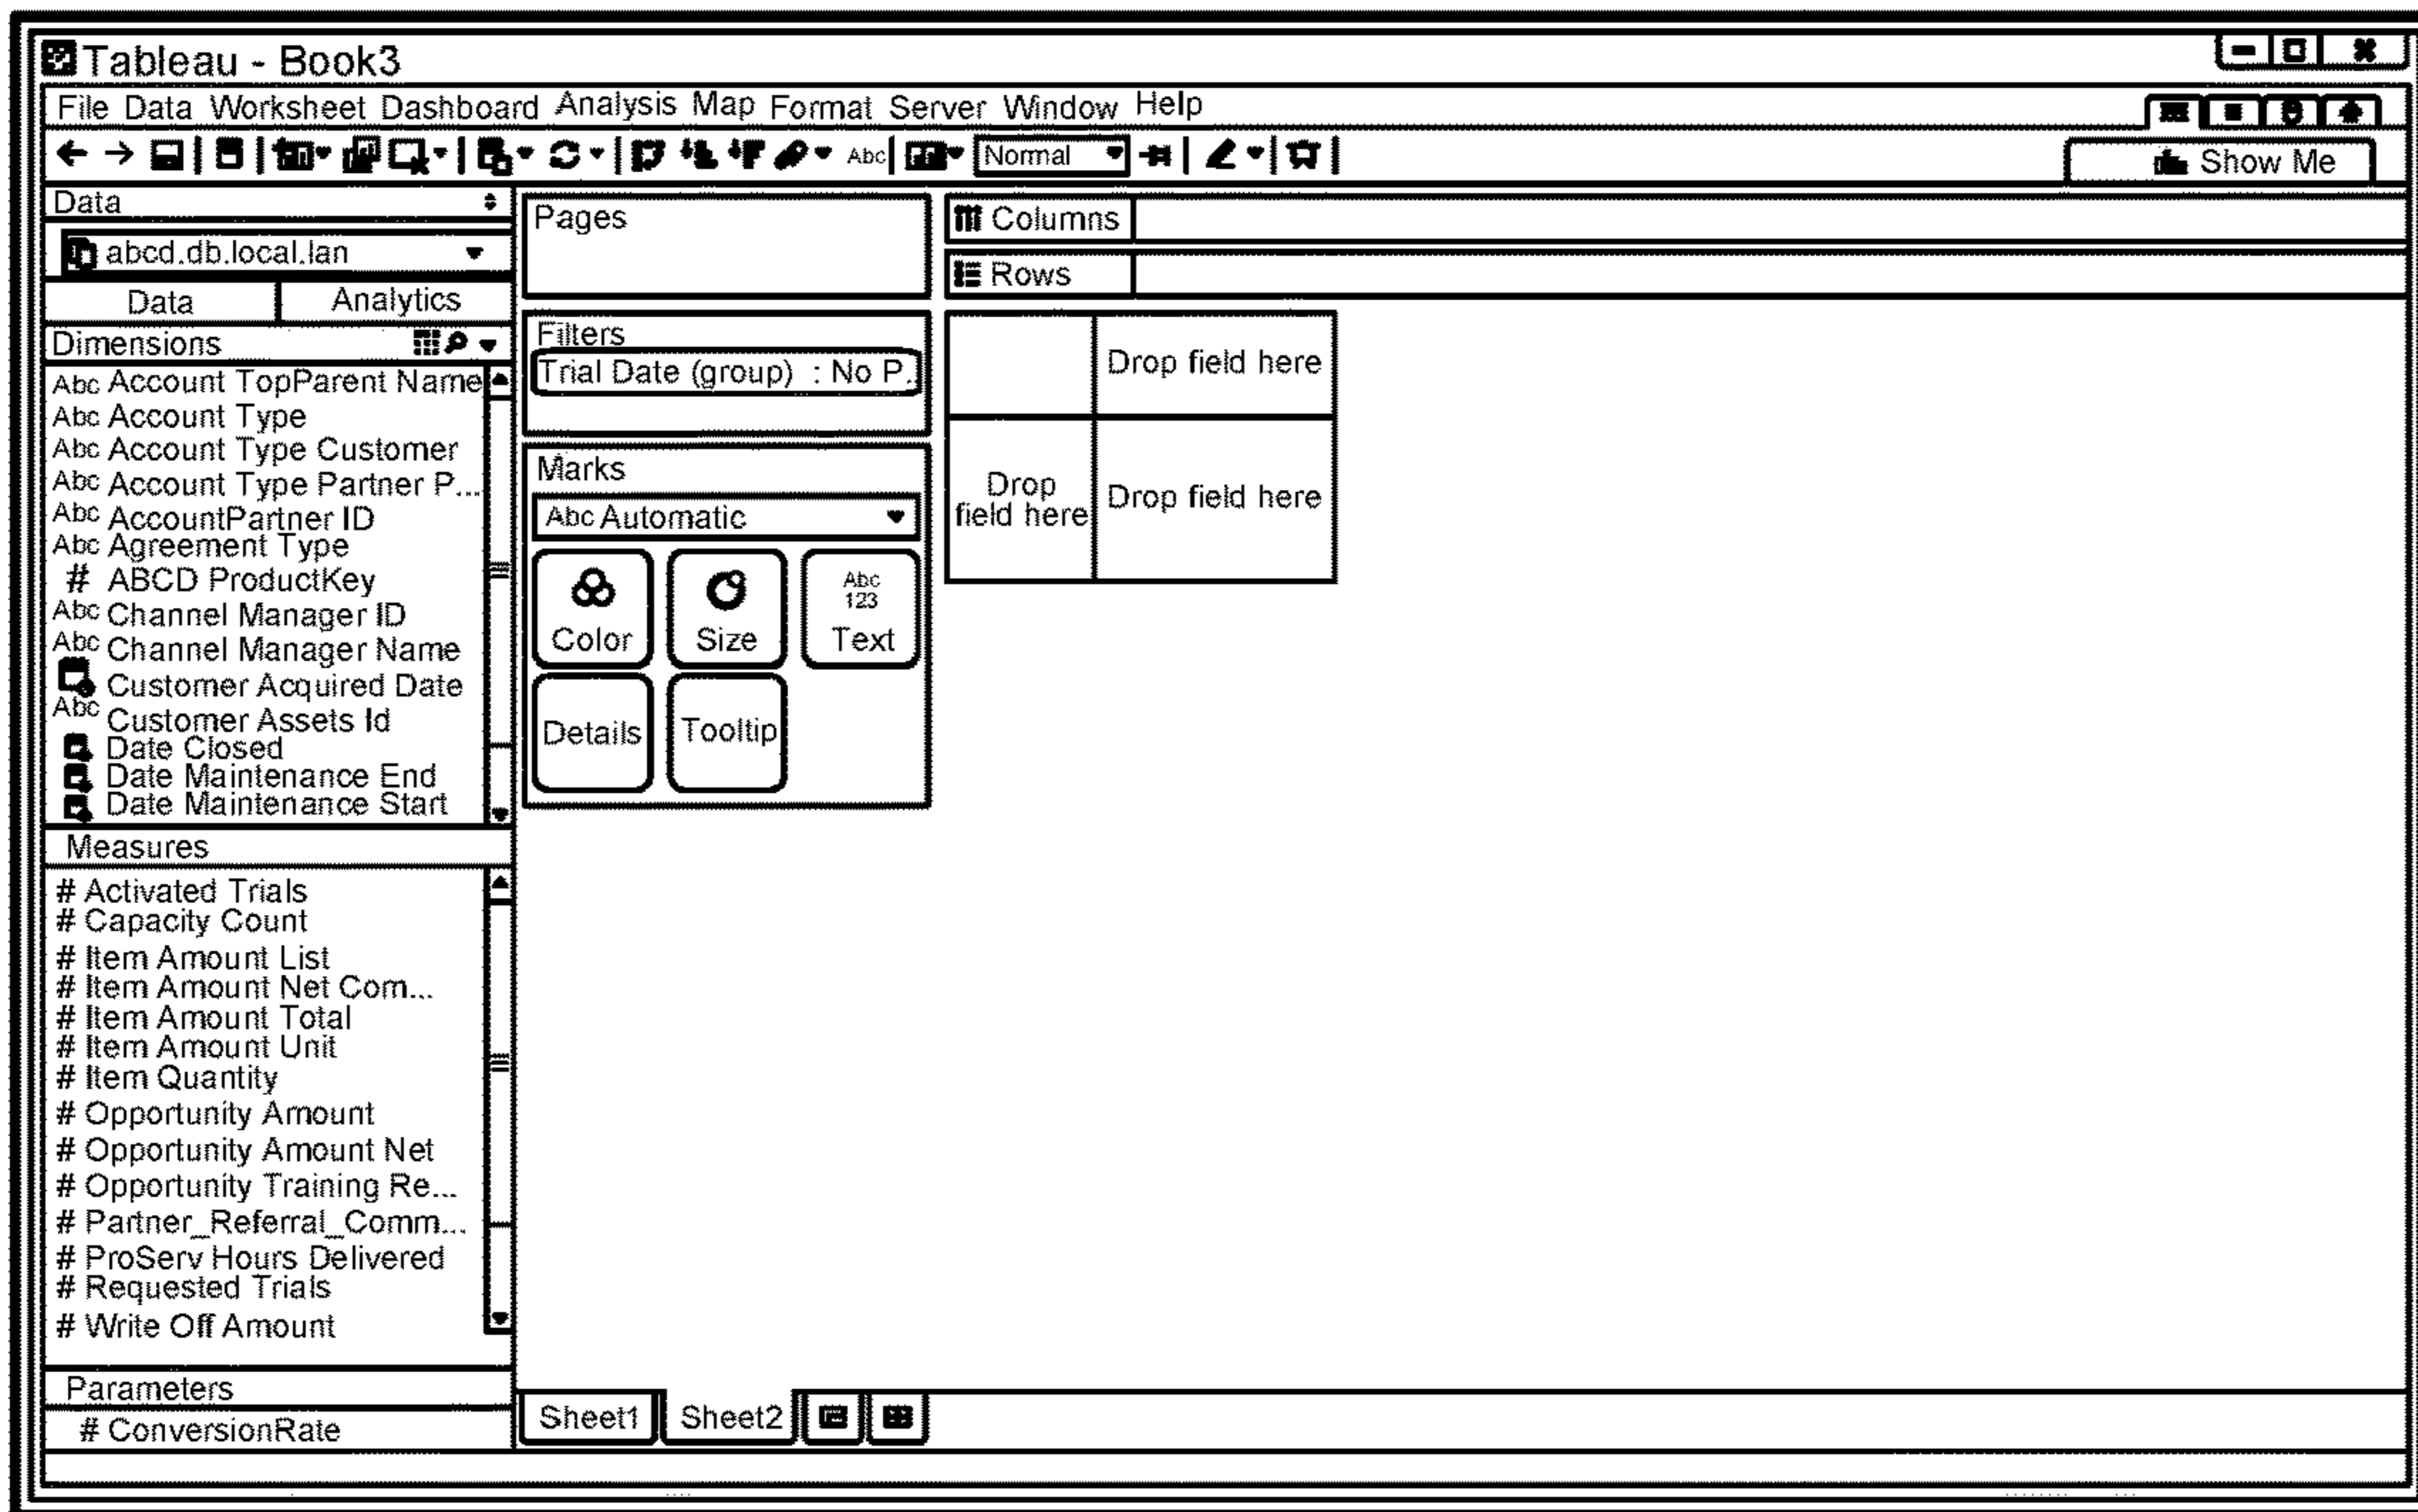 Tableau - Book3
File Data Worksheet Dashboard Analysis Map Format Server Window Help
Abc Normal
Show Me
Data
abcd.db.local.lan
Data Analytics
Dimensions
Abc Account TopParent Name
Abc Account Type
Abc Account Type Customer
Abc Account Type Partner P...
Abc AccountPartner ID
Abc Agreement Type
# ABCD ProductKey
Abc Channel Manager ID
Abc Channel Manager Name
Customer Acquired Date
Abc Customer Assets Id
Date Closed
Date Maintenance End
Date Maintenance Start
Measures
# Activated Trials
# Capacity Count
# Item Amount List
# Item Amount Net Com...
# Item Amount Total
# Item Amount Unit
# Item Quantity
# Opportunity Amount
# Opportunity Amount Net
# Opportunity Training Re...
# Partner_Referral_Comm...
# ProServ Hours Delivered
# Requested Trials
# Write Off Amount
Parameters
# ConversionRate
Pages
Filters
Trial Date (group) : No P..
Marks
Abc Automatic
Color
Size
Abc
123
Text
Details
Tooltip
Columns
Rows
Drop field here
Drop
field here
Drop field here
Sheet1 Sheet2